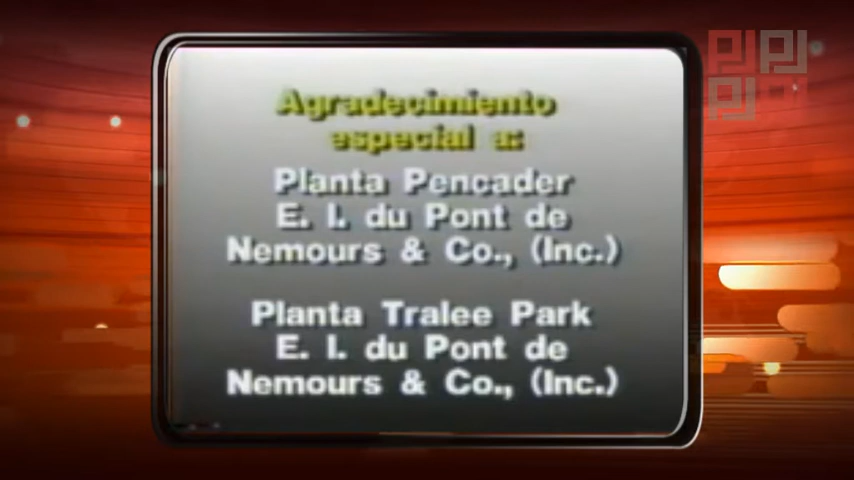 Agradecimiento
especial a:
Planta Pencader
E. I. du Pont de
Nemours & Co., (Inc.)
Planta Tralee Park
E. I. du Pont de
Nemours & Co., (Inc.)